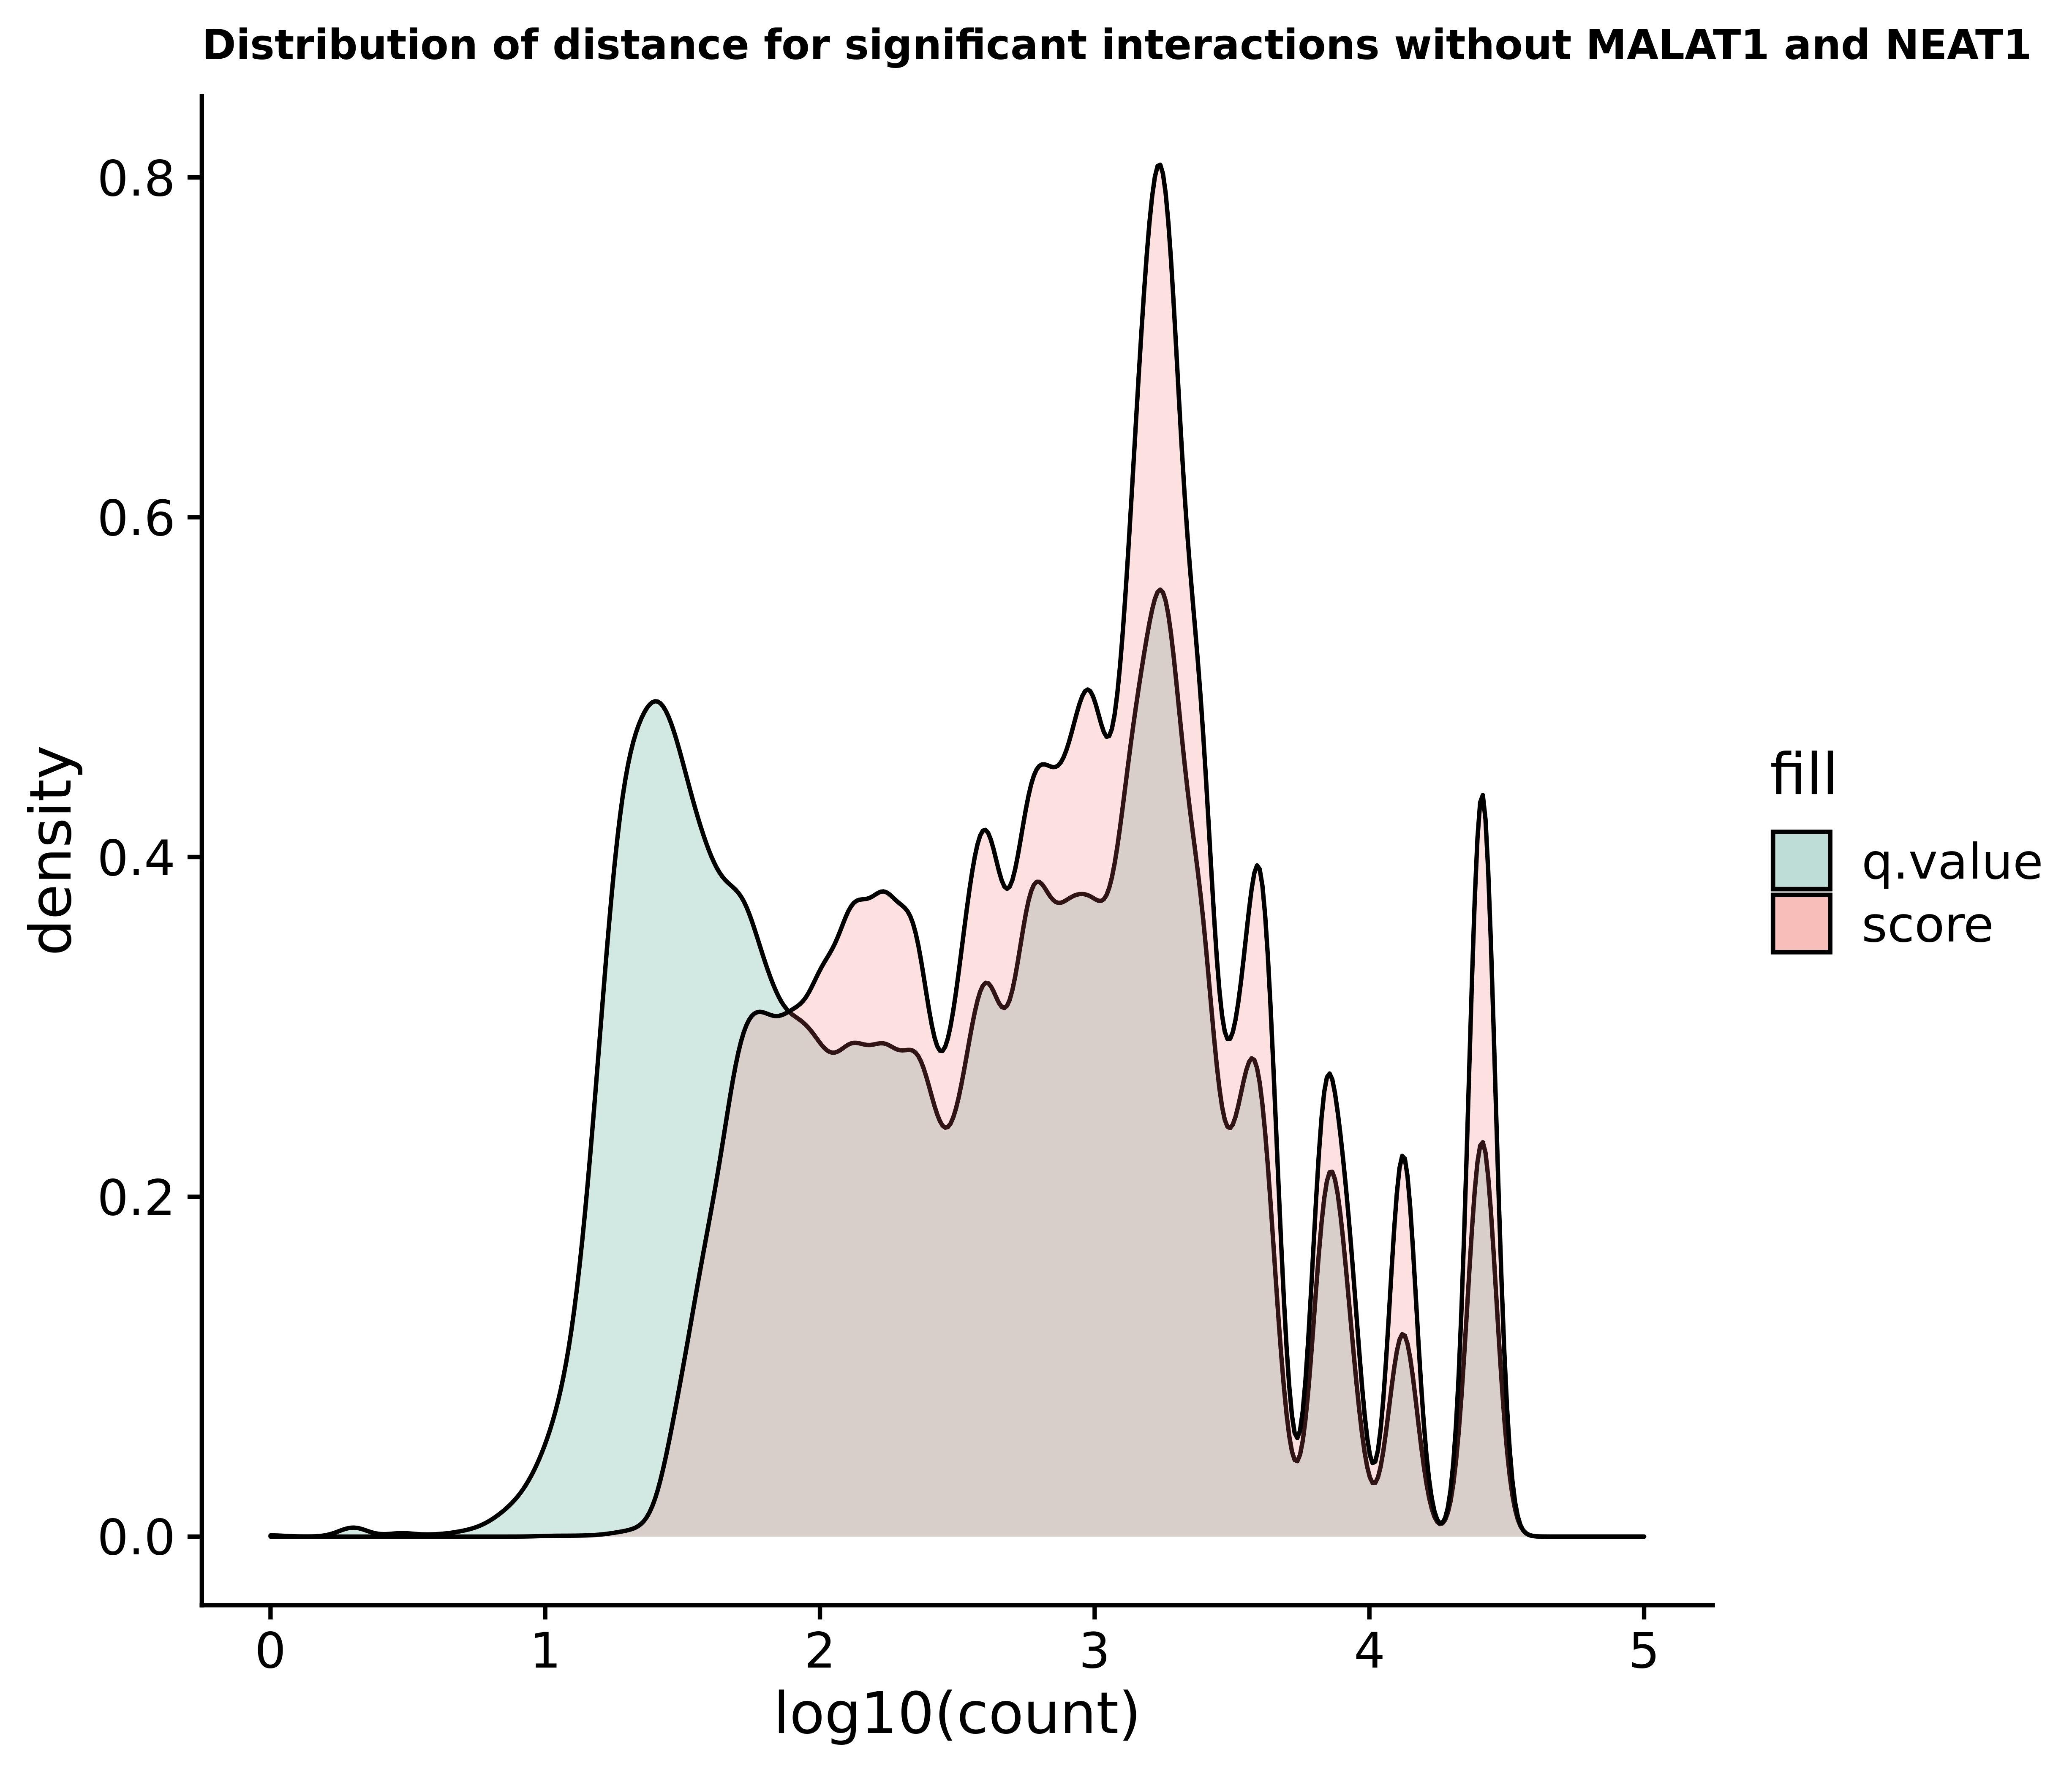 Distribution of distance for significant interactions without MALAT1 and NEAT1
0.8
0.6
0.4
0.2
0.0
density
0 1 2 3 4 5
log10(count)
fill
q.value
score